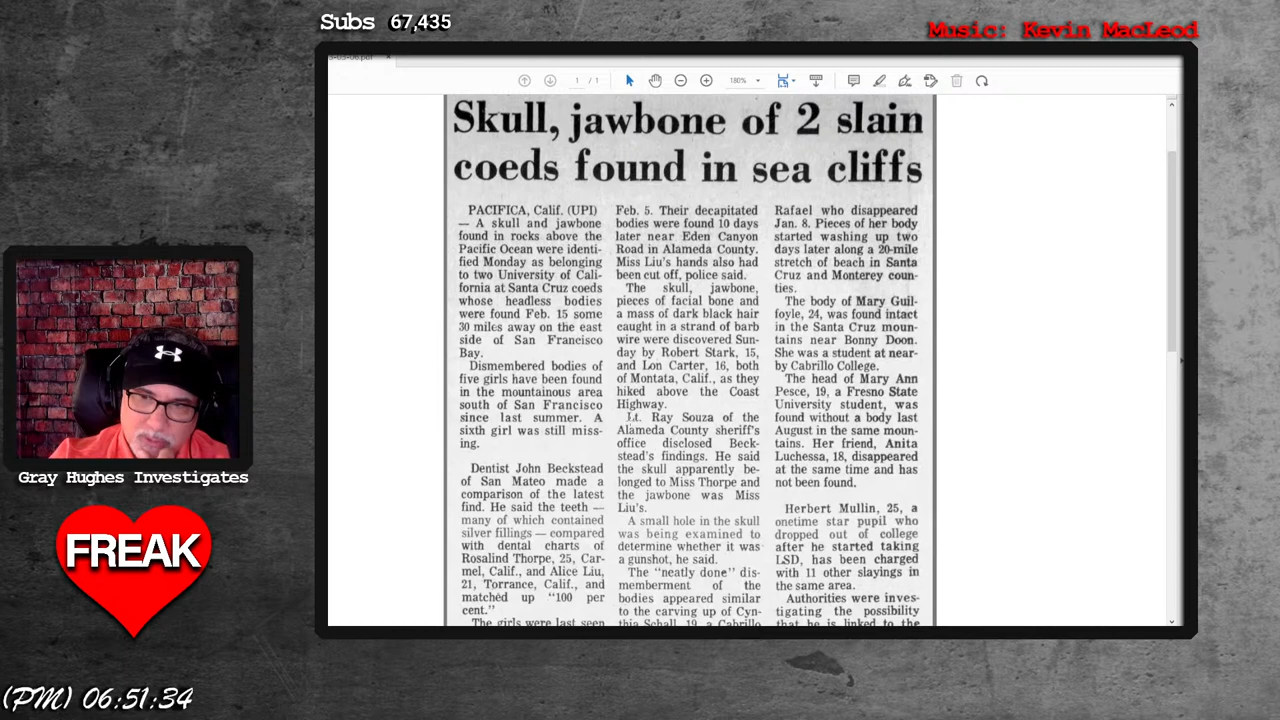 Subs 67,435
Music: Kevin MacLeod
1 / 1
180%
Skull, jawbone of 2 slain
coeds found in sea cliffs
PACIFICA, Calif. (UPI)
— A skull and jawbone
found in rocks above the
Pacific Ocean were identi-
fied Monday as belonging
to two University of Cali-
fornia at Santa Cruz coeds
whose headless bodies
were found Feb. 15 some
30 miles away on the east
side of San Francisco
Bay.
Dismembered bodies of
five girls have been found
in the mountainous area
south of San Francisco
since last summer. A
sixth girl was still miss-
ing.
Dentist John Beckstead
of San Mateo made a
comparison of the latest
find. He said the teeth —
many of which contained
silver fillings — compared
with dental charts of
Rosalind Thorpe, 25, Car-
mel, Calif., and Alice Liu,
21, Torrance, Calif., and
matched up "100 per
cent."
The girls were last seen
Feb. 5. Their decapitated
bodies were found 10 days
later near Eden Canyon
Road in Alameda County.
Miss Liu's hands also had
been cut off, police said.
The skull, jawbone,
pieces of facial bone and
a mass of dark black hair
caught in a strand of barb
wire were discovered Sun-
day by Robert Stark, 15,
and Lon Carter, 16, both
of Montata, Calif., as they
hiked above the Coast
Highway.
Lt. Ray Souza of the
Alameda County sheriff's
office disclosed Beck-
stead's findings. He said
the skull apparently be-
longed to Miss Thorpe and
the jawbone was Miss
Liu's.
A small hole in the skull
was being examined to
determine whether it was
a gunshot, he said.
The "neatly done" dis-
memberment of the
bodies appeared similar
to the carving up of Cyn-
thia Schall, 19, a Cabrillo
Rafael who disappeared
Jan. 8. Pieces of her body
started washing up two
days later along a 20-mile
stretch of beach in Santa
Cruz and Monterey coun-
ties.
The body of Mary Guil-
foyle, 24, was found intact
in the Santa Cruz moun-
tains near Bonny Doon.
She was a student at near-
by Cabrillo College.
The head of Mary Ann
Pesce, 19, a Fresno State
University student, was
found without a body last
August in the same moun-
tains. Her friend, Anita
Luchessa, 18, disappeared
at the same time and has
not been found.
Herbert Mullin, 25, a
onetime star pupil who
dropped out of college
after he started taking
LSD, has been charged
with 11 other slayings in
the same area.
Authorities were inves-
tigating the possibility
that he is linked to the
Gray Hughes Investigates
FREAK
(PM) 06:51:34